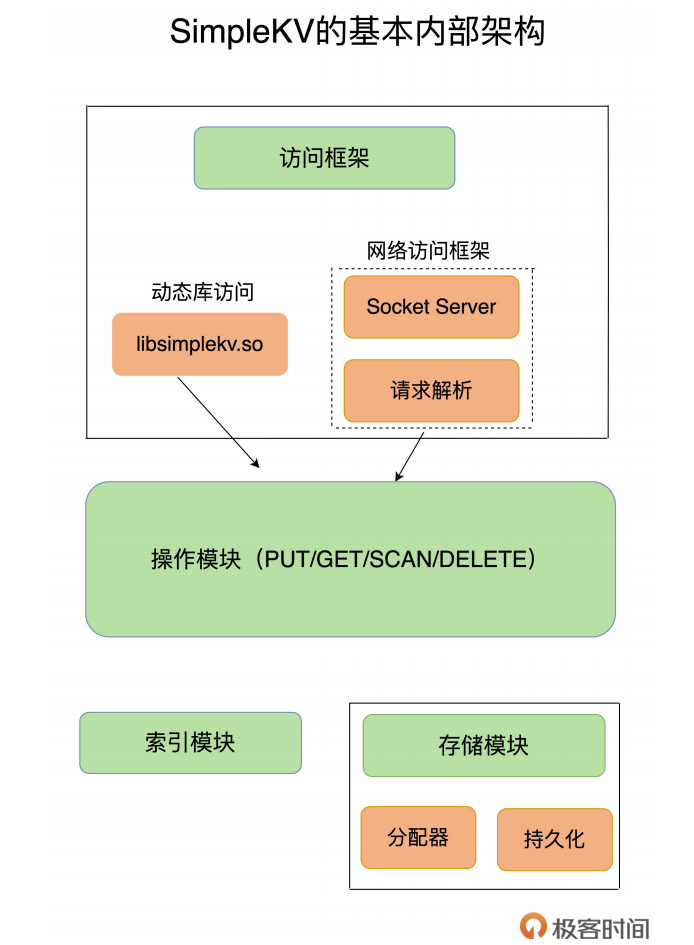 SimpleKV的基本内部架构
访问框架
网络访问框架
动态库访问
Socket Server
libsimplekv.so
请求解析
操作模块（PUT/GET/SCAN/DELETE）
索引模块
存储模块
分配器
持久化
极客时间